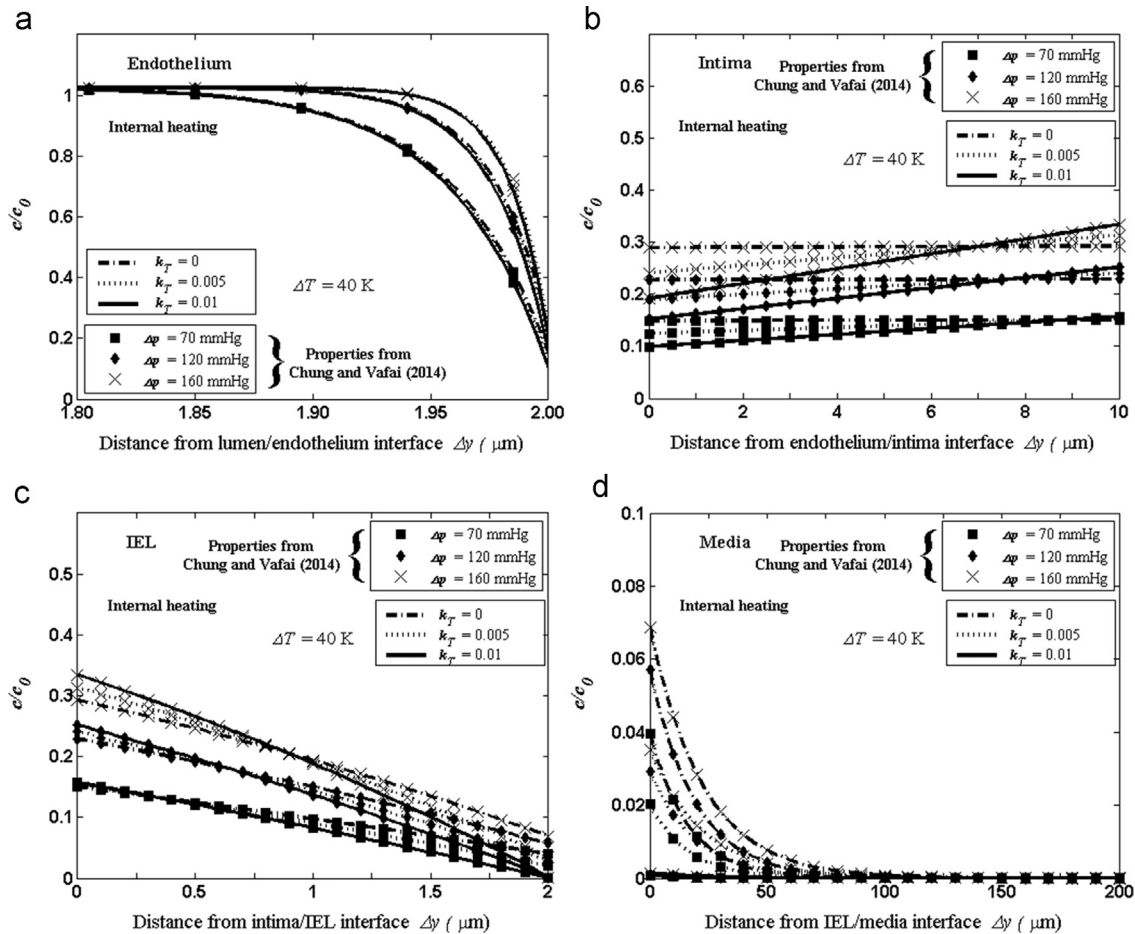 a
Endothelium
Internal heating
c/c0
1
0.8
0.6
0.4
0.2
0
k_T = 0
k_T = 0.005
k_T = 0.01
ΔT = 40 K
Δp = 70 mmHg
Δp = 120 mmHg
Δp = 160 mmHg
Properties from
Chung and Vafai (2014)
1.80 1.85 1.90 1.95 2.00
Distance from lumen/endothelium interface Δy ( μm)
b
Intima
Properties from
Chung and Vafai (2014)
Δp = 70 mmHg
Δp = 120 mmHg
Δp = 160 mmHg
Internal heating
ΔT = 40 K
k_T = 0
k_T = 0.005
k_T = 0.01
c/c0
0.6
0.5
0.4
0.3
0.2
0.1
0
0 2 4 6 8 10
Distance from endothelium/intima interface Δy ( μm)
c
IEL
Properties from
Chung and Vafai (2014)
Δp = 70 mmHg
Δp = 120 mmHg
Δp = 160 mmHg
Internal heating
ΔT = 40 K
k_T = 0
k_T = 0.005
k_T = 0.01
c/c0
0.5
0.4
0.3
0.2
0.1
0
0 0.5 1 1.5 2
Distance from intima/IEL interface Δy ( μm)
d
Media
Properties from
Chung and Vafai (2014)
Δp = 70 mmHg
Δp = 120 mmHg
Δp = 160 mmHg
Internal heating
ΔT = 40 K
k_T = 0
k_T = 0.005
k_T = 0.01
c/c0
0.1
0.08
0.06
0.04
0.02
0
0 50 100 150 200
Distance from IEL/media interface Δy ( μm)